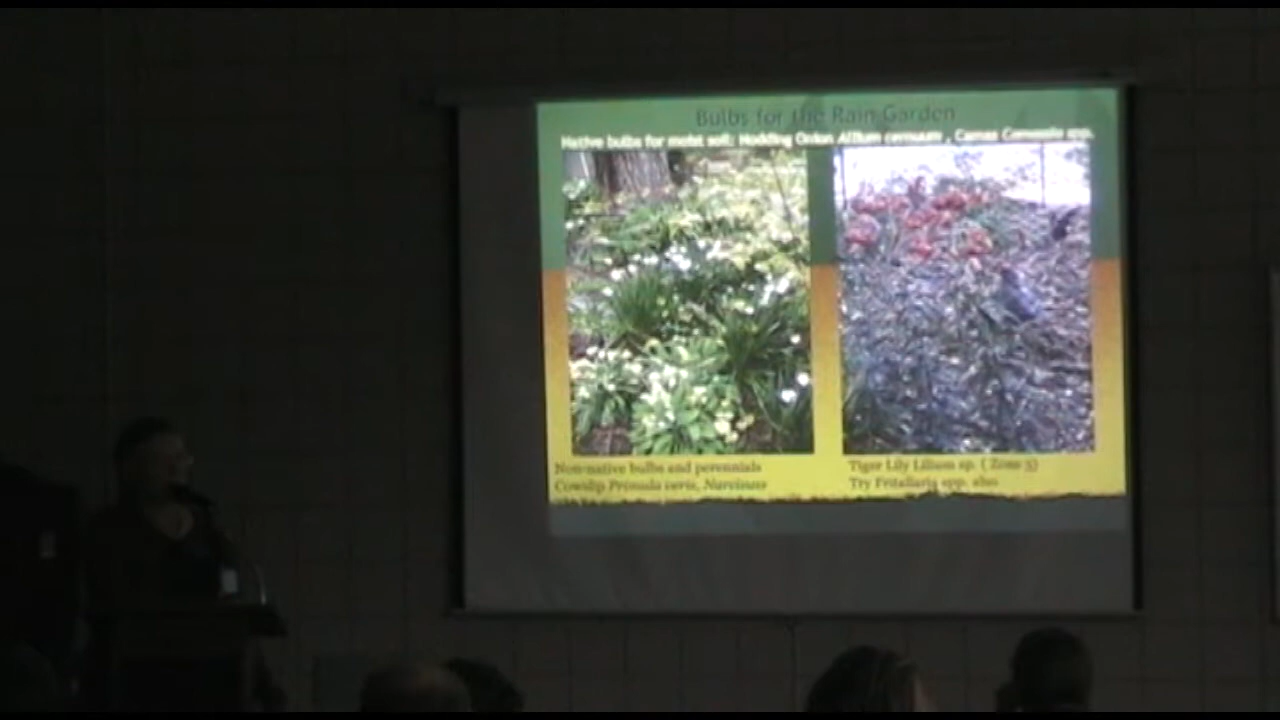 Bulbs for the Rain Garden
Native bulbs for moist soil: Nodding Onion Allium cernuum , Camas Camassia spp.
Non-native bulbs and perennials
Cowslip Primula veris, Narcissus
Tiger Lily Lilium sp. ( Zone 3)
Try Fritallaria spp. also